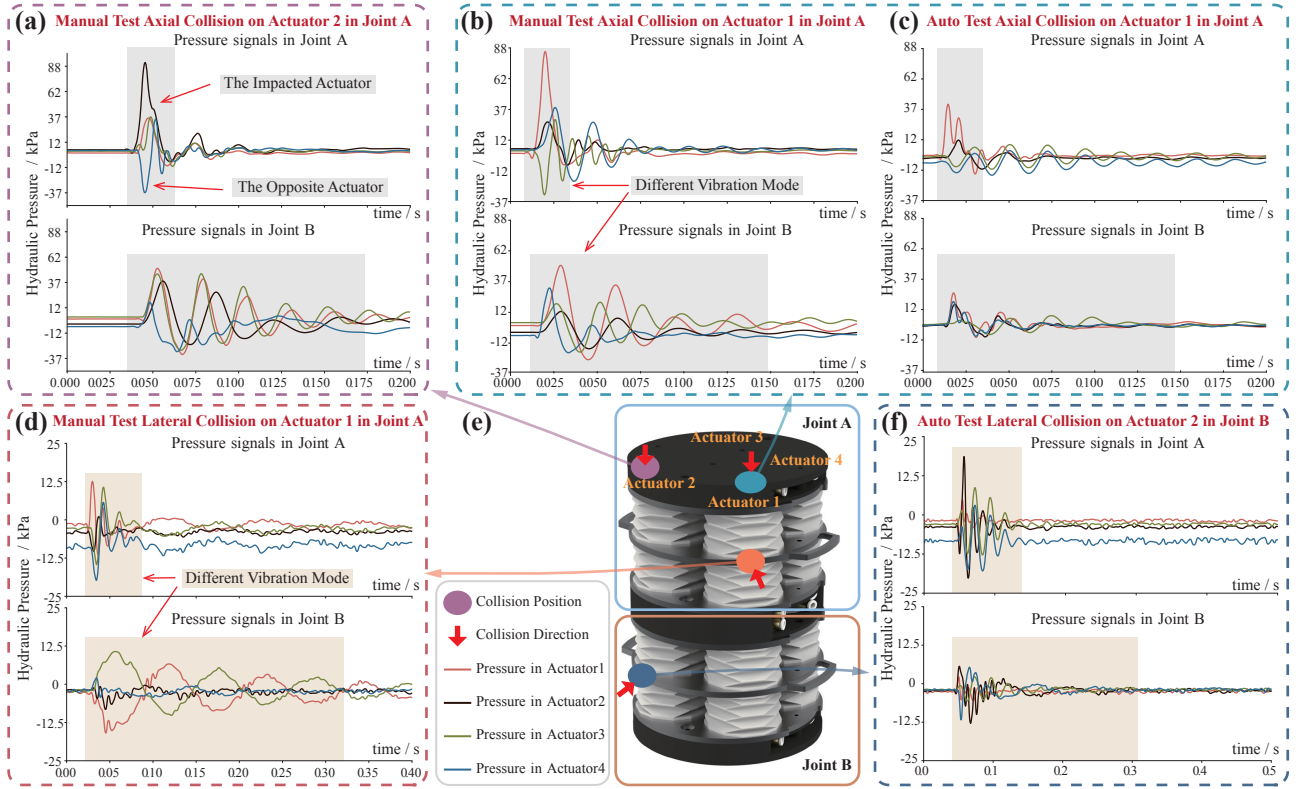 (a) Manual Test Axial Collision on Actuator 2 in Joint A
Pressure signals in Joint A
88
62
37
12
-12
-37
The Impacted Actuator
The Opposite Actuator
time / s
Pressure signals in Joint B
88
62
37
12
-12
-37
Hydraulic Pressure / kPa
time / s
0.000 0.025 0.050 0.075 0.100 0.125 0.150 0.175 0.200
(b) Manual Test Axial Collision on Actuator 1 in Joint A
Pressure signals in Joint A
88
62
37
12
-12
-37
Different Vibration Mode
time / s
Pressure signals in Joint B
88
62
37
12
-12
-37
Hydraulic Pressure / kPa
time / s
0.000 0.025 0.050 0.075 0.100 0.125 0.150 0.175 0.200
(c) Auto Test Axial Collision on Actuator 1 in Joint A
Pressure signals in Joint A
88
62
37
12
-12
-37
time / s
Pressure signals in Joint B
88
62
37
12
-12
-37
Hydraulic Pressure / kPa
time / s
0.000 0.025 0.050 0.075 0.100 0.125 0.150 0.175 0.200
(d) Manual Test Lateral Collision on Actuator 1 in Joint A
Pressure signals in Joint A
25
12.5
0
-12.5
25
Different Vibration Mode
time / s
Pressure signals in Joint B
25
12.5
0
-12.5
25
Hydraulic Pressure / kPa
time / s
0.00 0.05 0.10 0.15 0.20 0.25 0.30 0.35 0.40
(e)
Joint A
Actuator 3
Actuator 4
Actuator 2
Actuator 1
Joint B
Collision Position
Collision Direction
Pressure in Actuator1
Pressure in Actuator2
Pressure in Actuator3
Pressure in Actuator4
(f) Auto Test Lateral Collision on Actuator 2 in Joint B
Pressure signals in Joint A
25
12.5
0
-12.5
25
time / s
Pressure signals in Joint B
25
12.5
0
-12.5
25
Hydraulic Pressure / kPa
time / s
0.0 0.1 0.2 0.3 0.4 0.5